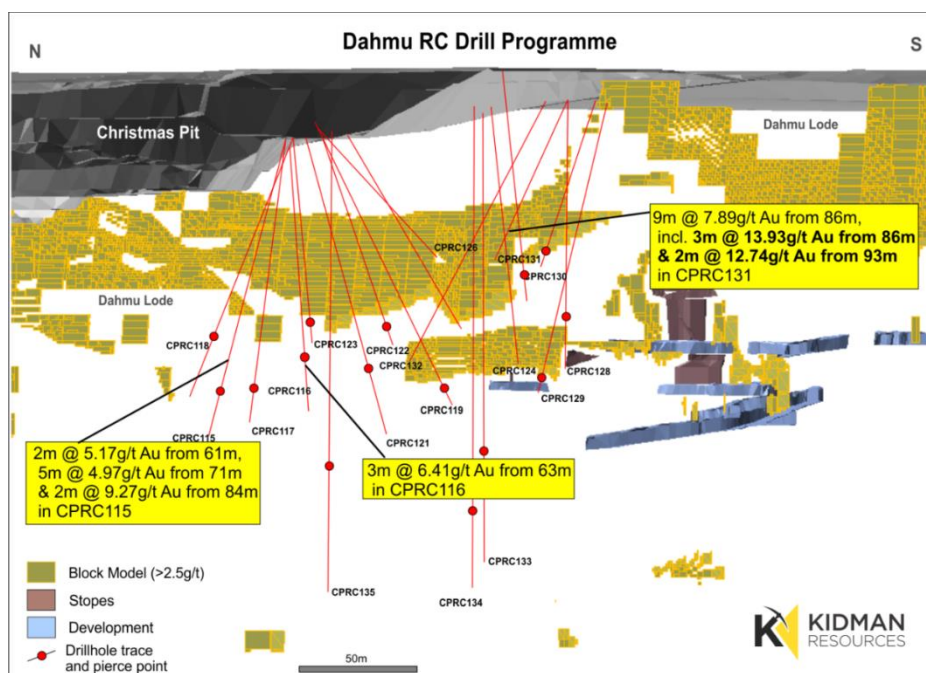 Dahmu RC Drill Programme
N
S
Christmas Pit
Dahmu Lode
9m @ 7.89g/t Au from 86m,
incl. 3m @ 13.93g/t Au from 86m
& 2m @ 12.74g/t Au from 93m
in CPRC131
CPRC126
CPRC131
CPRC130
Dahmu Lode
CPRC118
CPRC123
CPRC122
CPRC132
CPRC124
CPRC128
CPRC129
CPRC116
CPRC119
CPRC115
CPRC117
CPRC121
2m @ 5.17g/t Au from 61m,
5m @ 4.97g/t Au from 71m
& 2m @ 9.27g/t Au from 84m
in CPRC115
3m @ 6.41g/t Au from 63m
in CPRC116
CPRC133
CPRC135
CPRC134
Block Model (>2.5g/t)
Stopes
Development
Drillhole trace
and pierce point
50m
K
KIDMAN
RESOURCES